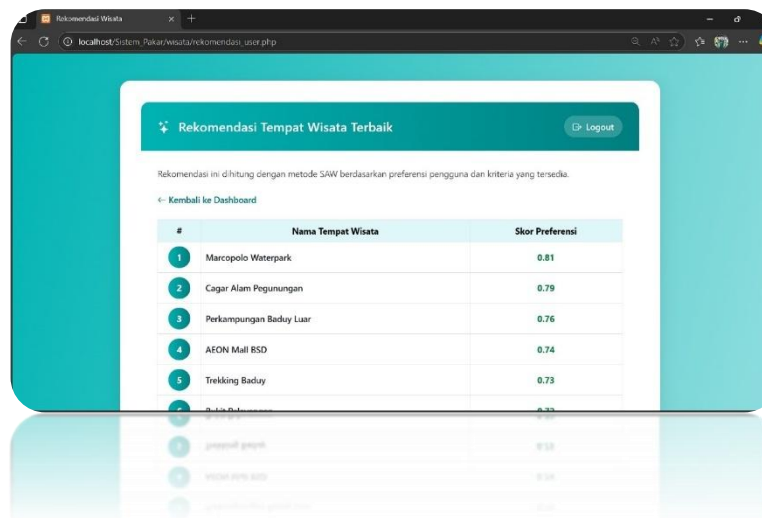 Rekomendasi Wisata
localhost/Sistem_Pakar/wisata/rekomendasi_user.php
Rekomendasi Tempat Wisata Terbaik
Logout
Rekomendasi ini dihitung dengan metode SAW berdasarkan preferensi pengguna dan kriteria yang tersedia.
← Kembali ke Dashboard
# Nama Tempat Wisata Skor Preferensi
1 Marcopolo Waterpark 0.81
2 Cagar Alam Pegunungan 0.79
3 Perkampungan Baduy Luar 0.76
4 AEON Mall BSD 0.74
5 Trekking Baduy 0.73